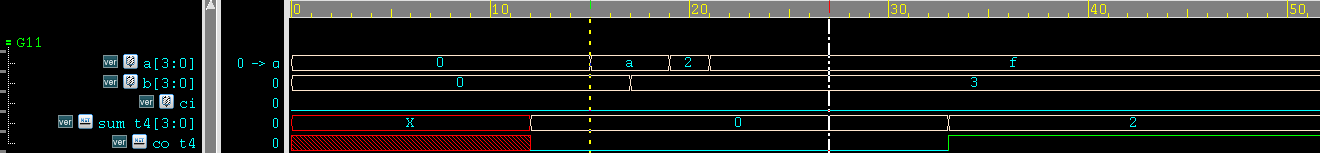 0 10 20 30 40 50
G11
ver a[3:0] 0 -> a 0 a 2 f
ver b[3:0] 0 0 3
ver ci 0
ver sum t4[3:0] 0 X 0 2
ver co t4 0